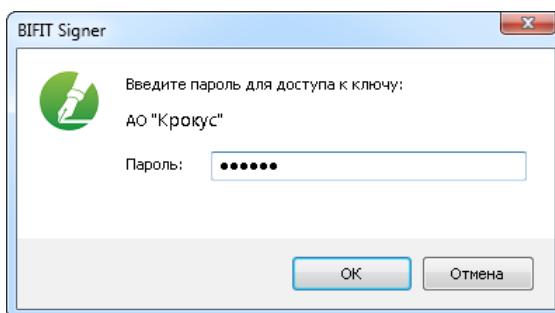 BIFIT Signer
Введите пароль для доступа к ключу:
АО "Крокус"
Пароль: ●●●●●●
ОК Отмена